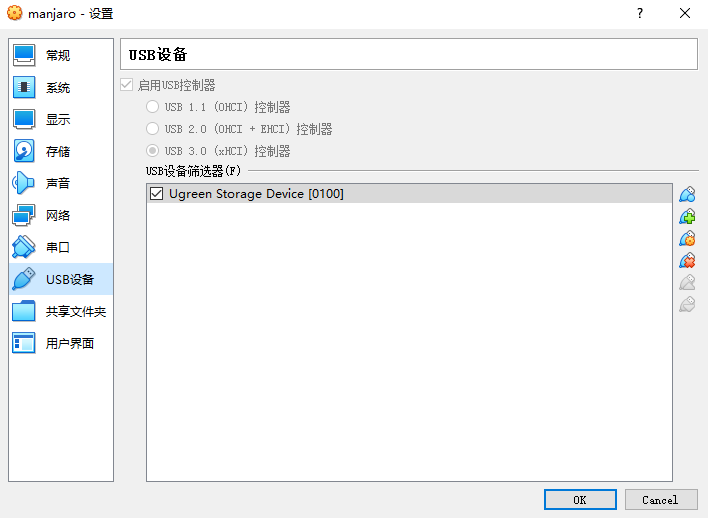 manjaro - 设置
?
常规
系统
显示
存储
声音
网络
串口
USB设备
共享文件夹
用户界面
USB设备
启用USB控制器
USB 1.1 (OHCI) 控制器
USB 2.0 (OHCI + EHCI) 控制器
USB 3.0 (xHCI) 控制器
USB设备筛选器(F)
Ugreen Storage Device [0100]
OK
Cancel